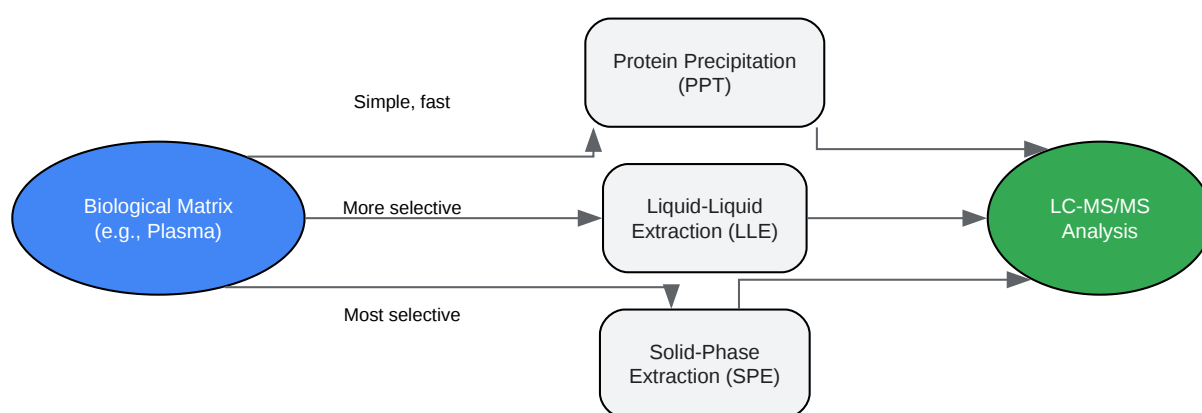 Protein Precipitation
(PPT)
Simple, fast
Biological Matrix
(e.g., Plasma)
More selective
Liquid-Liquid
Extraction (LLE)
LC-MS/MS
Analysis
Most selective
Solid-Phase
Extraction (SPE)